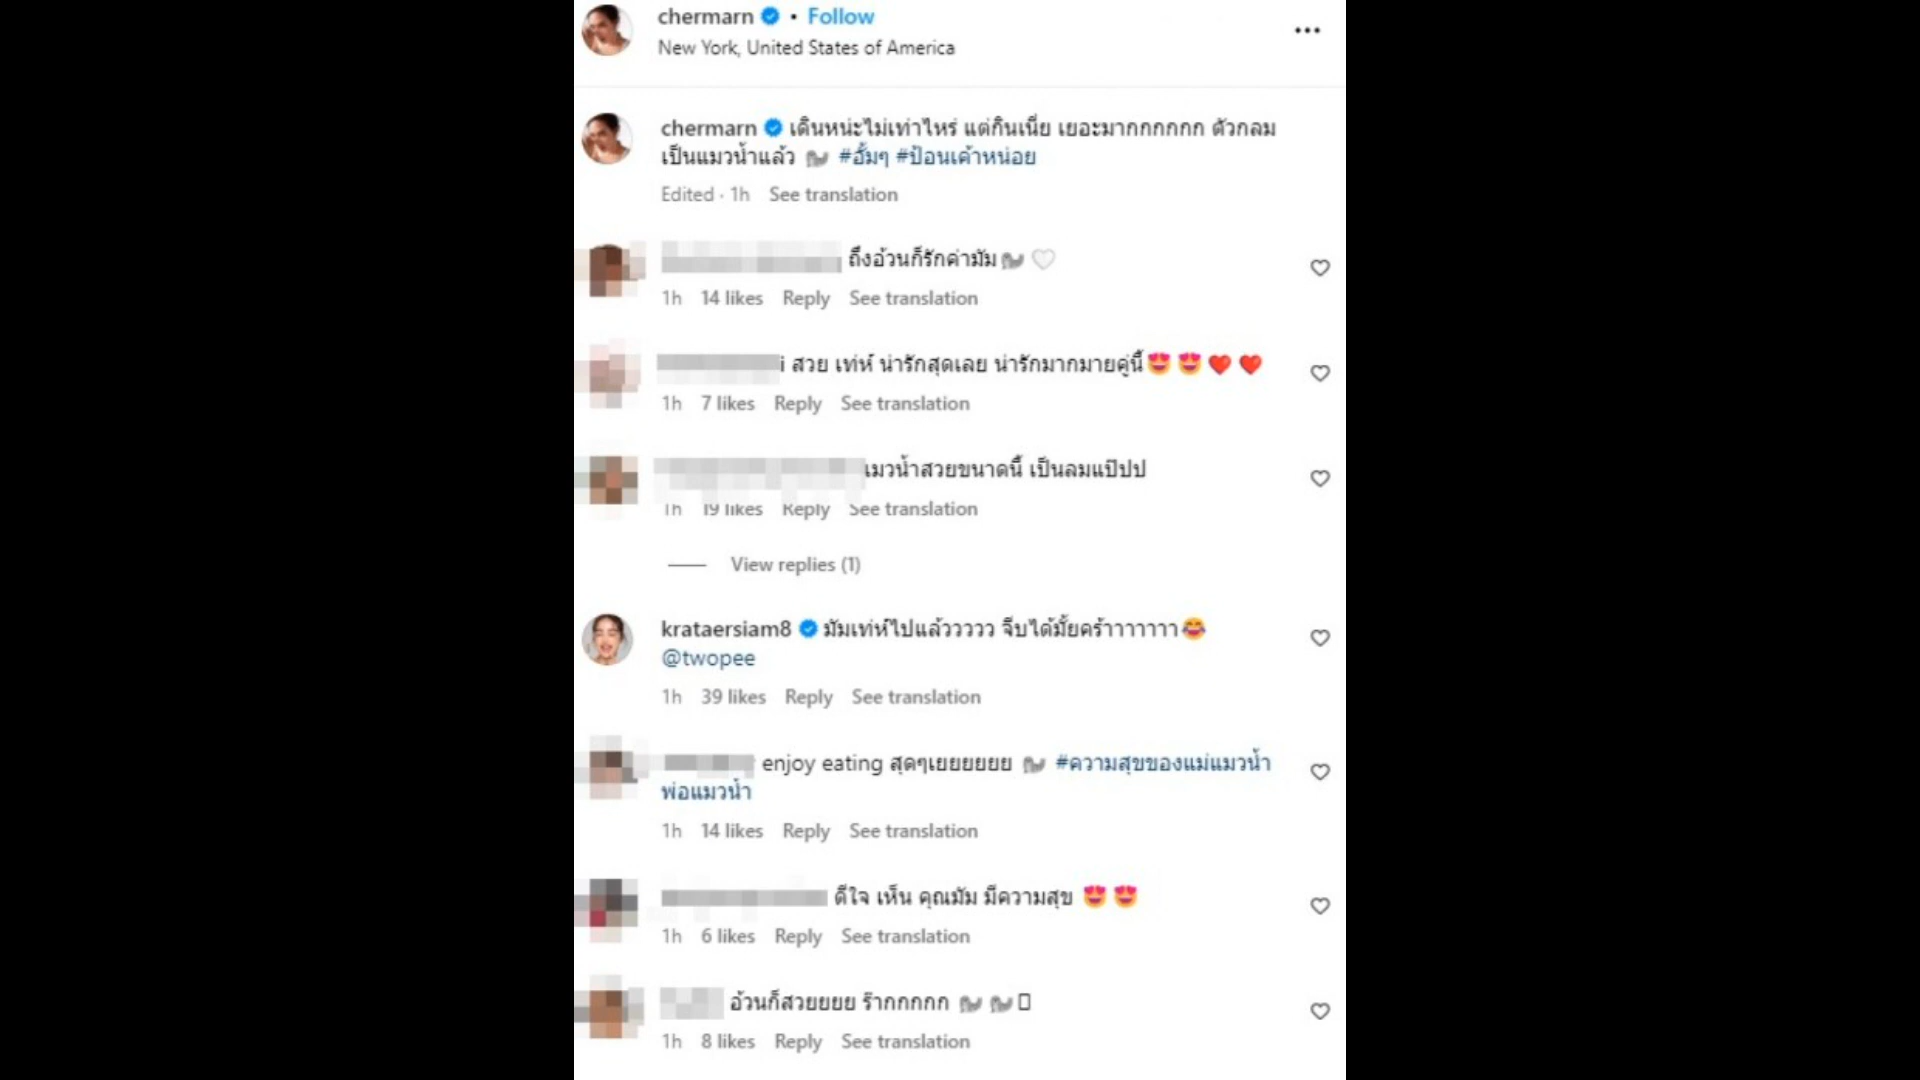 chermarn • Follow
New York, United States of America
chermarn เดินหน่ะไม่เท่าไหร่ แต่กินเนี่ย เยอะมากกกกกก ตัวกลม
เป็นแมวน้ำแล้ว 🦭 #อั้มๆ #ป้อนเค้าหน่อย
Edited · 1h See translation
ถึงอ้วนก็รักค่ามัม🦭🤍
1h 14 likes Reply See translation
i สวย เท่ห์ น่ารักสุดเลย น่ารักมากมายคู่นี้😍😍❤️❤️
1h 7 likes Reply See translation
แมวน้ำสวยขนาดนี้ เป็นลมแป๊ปป
1h 19 likes Reply See translation
View replies (1)
krataersiam8 มัมเท่ห์ไปแล้วววววว จีบได้มั้ยคร้าาาาาาา😂
@twopee
1h 39 likes Reply See translation
enjoy eating สุดๆเยยยยยย 🦭 #ความสุขของแม่แมวน้ำ
พ่อแมวน้ำ
1h 14 likes Reply See translation
ดีใจ เห็น คุณมัม มีความสุข 😍😍
1h 6 likes Reply See translation
อ้วนก็สวยยยย ร๊ากกกกก 🦭🦭
1h 8 likes Reply See translation